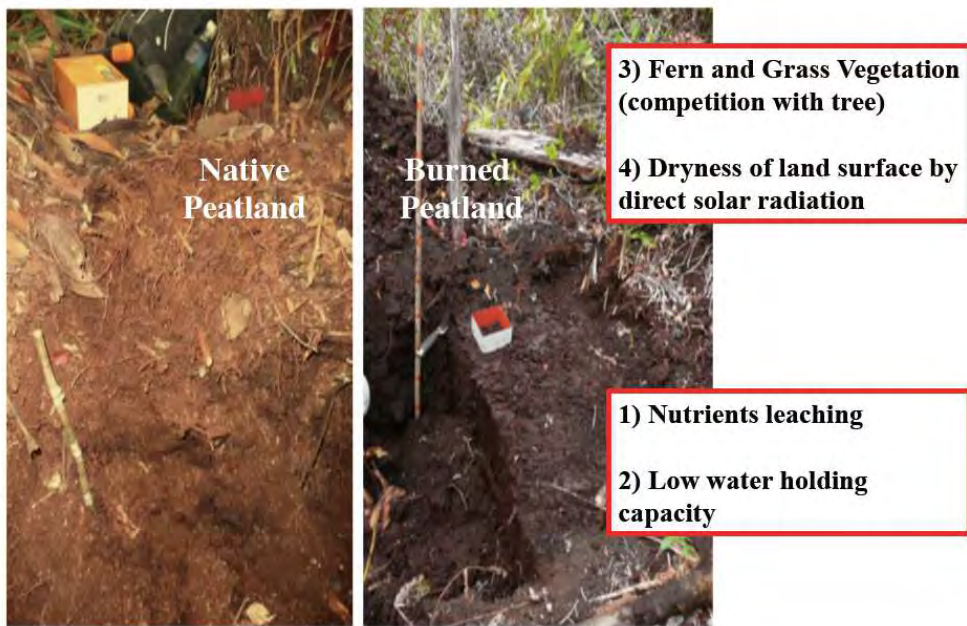 Native
Peatland
Burned
Peatland
3) Fern and Grass Vegetation
(competition with tree)
4) Dryness of land surface by
direct solar radiation
1) Nutrients leaching
2) Low water holding
capacity